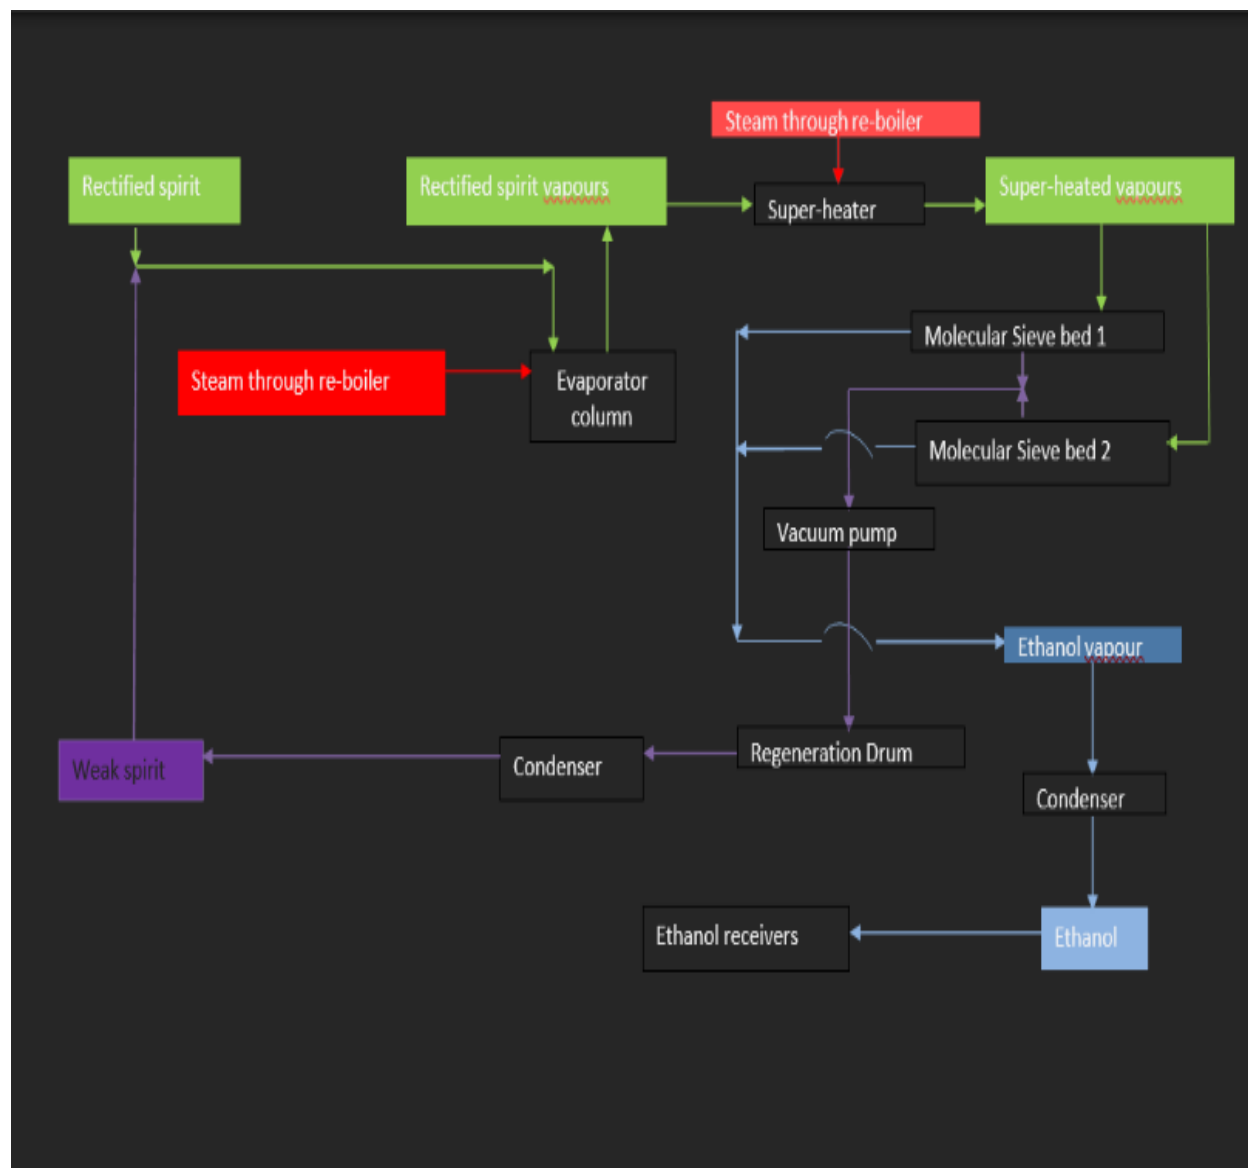 Steam through re-boiler
Rectified spirit
Rectified spirit vapours
Super-heater
Super-heated vapours
Molecular Sieve bed 1
Steam through re-boiler
Evaporator
column
Molecular Sieve bed 2
Vacuum pump
Ethanol vapour
Weak spirit
Condenser
Regeneration Drum
Condenser
Ethanol receivers
Ethanol